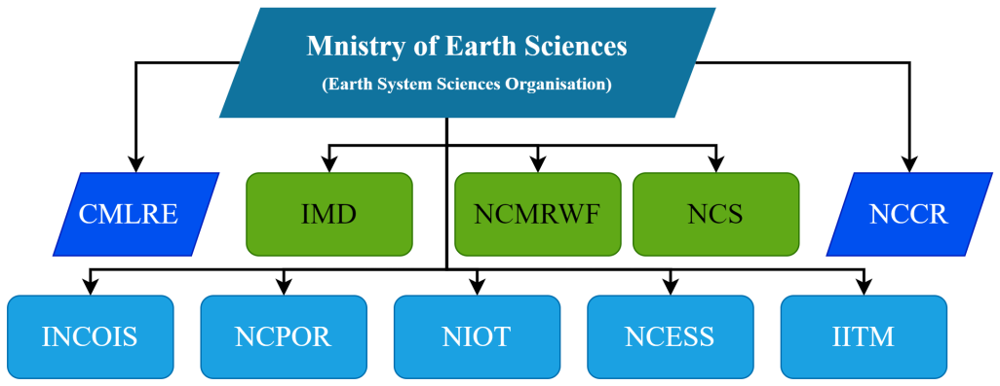 Mnistry of Earth Sciences
(Earth System Sciences Organisation)
CMLRE
IMD
NCMRWF
NCS
NCCR
INCOIS
NCPOR
NIOT
NCESS
IITM